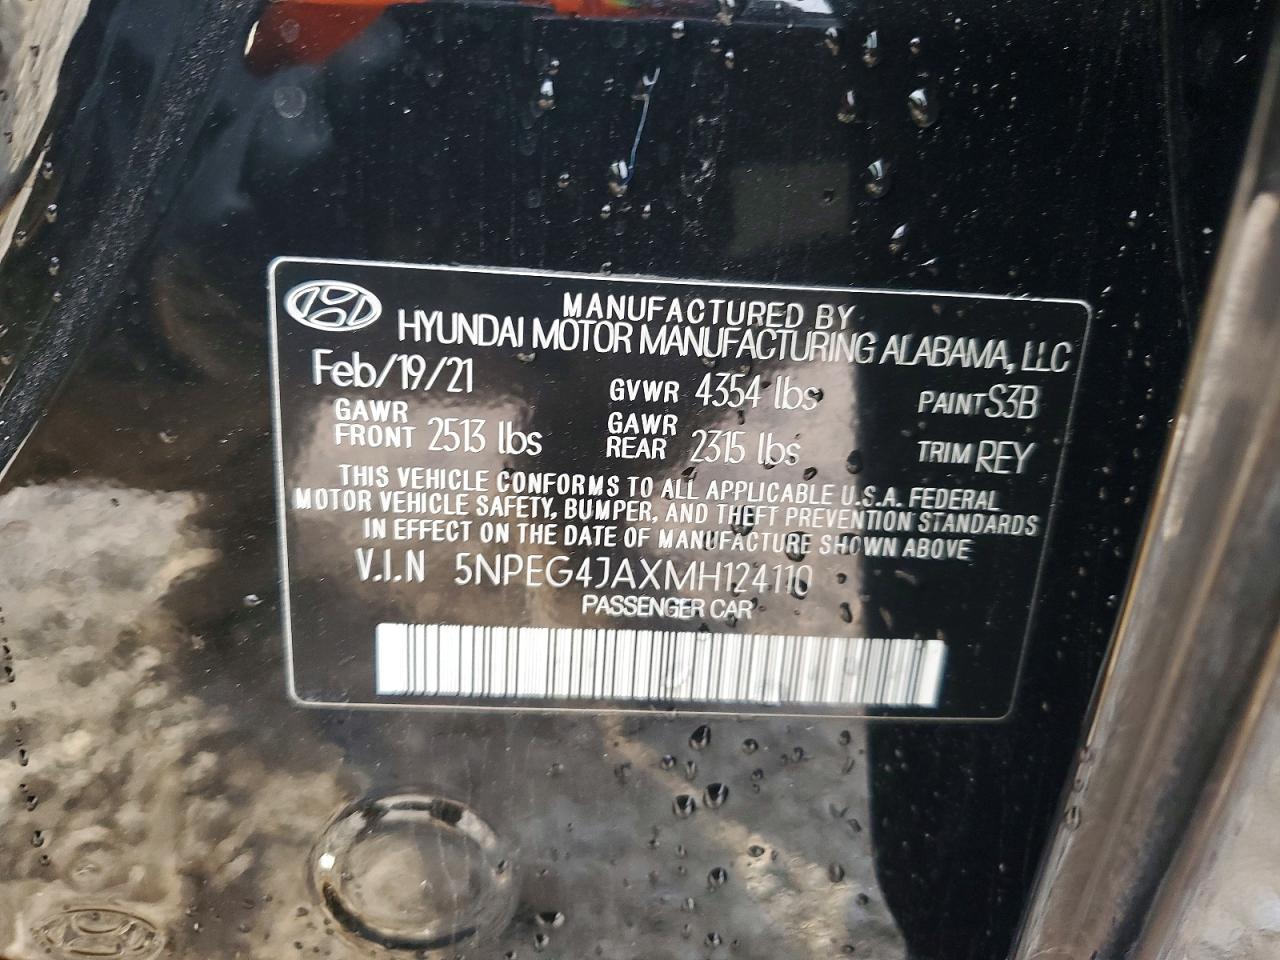 MANUFACTURED BY
HYUNDAI MOTOR MANUFACTURING ALABAMA, LLC
Feb/19/21 GVWR 4354 lbs PAINT S3B
GAWR FRONT 2513 lbs GAWR REAR 2315 lbs TRIM REY
THIS VEHICLE CONFORMS TO ALL APPLICABLE U.S.A. FEDERAL
MOTOR VEHICLE SAFETY, BUMPER, AND THEFT PREVENTION STANDARDS
IN EFFECT ON THE DATE OF MANUFACTURE SHOWN ABOVE
V.I.N 5NPEG4JAXMH124110
PASSENGER CAR